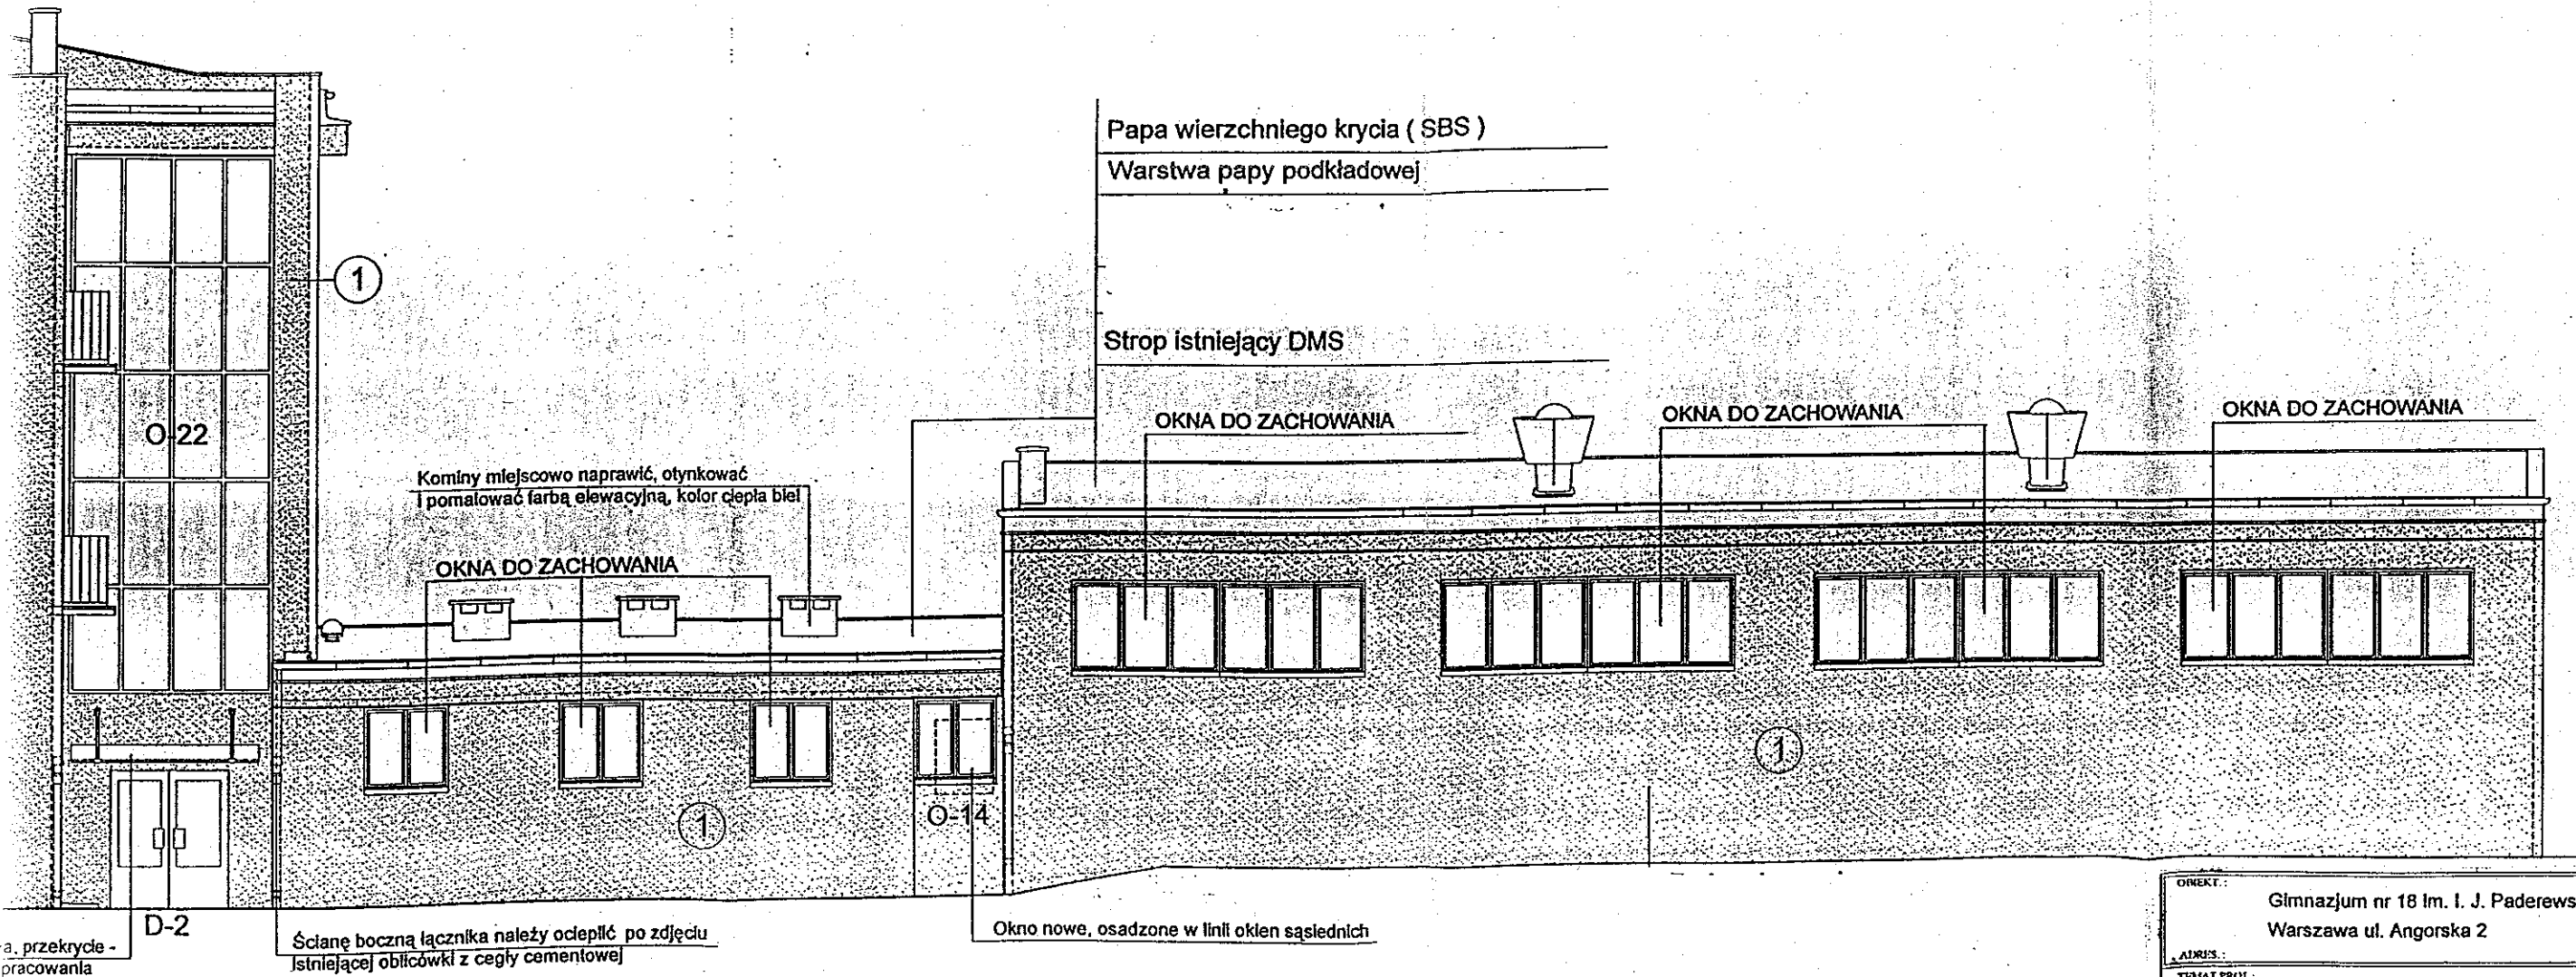 Papa wierzchniego krycia ( SBS )
Warstwa papy podkładowej
1
Strop istniejący DMS
OKNA DO ZACHOWANIA
OKNA DO ZACHOWANIA
OKNA DO ZACHOWANIA
O-22
Kominy miejscowo naprawić, otynkować
i pomalować farbą elewacyjną, kolor ciepła biel
OKNA DO ZACHOWANIA
1
1
O-14
D-2
a, przekrycie -
pracowania
Ścianę boczną łącznika należy ocieplić po zdjęciu
istniejącej oblicówki z cegły cementowej
Okno nowe, osadzone w linii okien sąsiednich
OBIEKT.:
Gimnazjum nr 18 im. I. J. Paderews
Warszawa ul. Angorska 2
ADRES.:
TEMAT PROJ.: